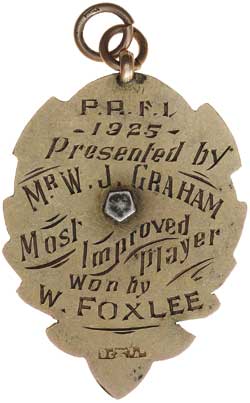 P.R.F.L
- 1925 -
Presented by
MR W. J. GRAHAM
Most
Improved
Player
Won by
W. FOXLEE.